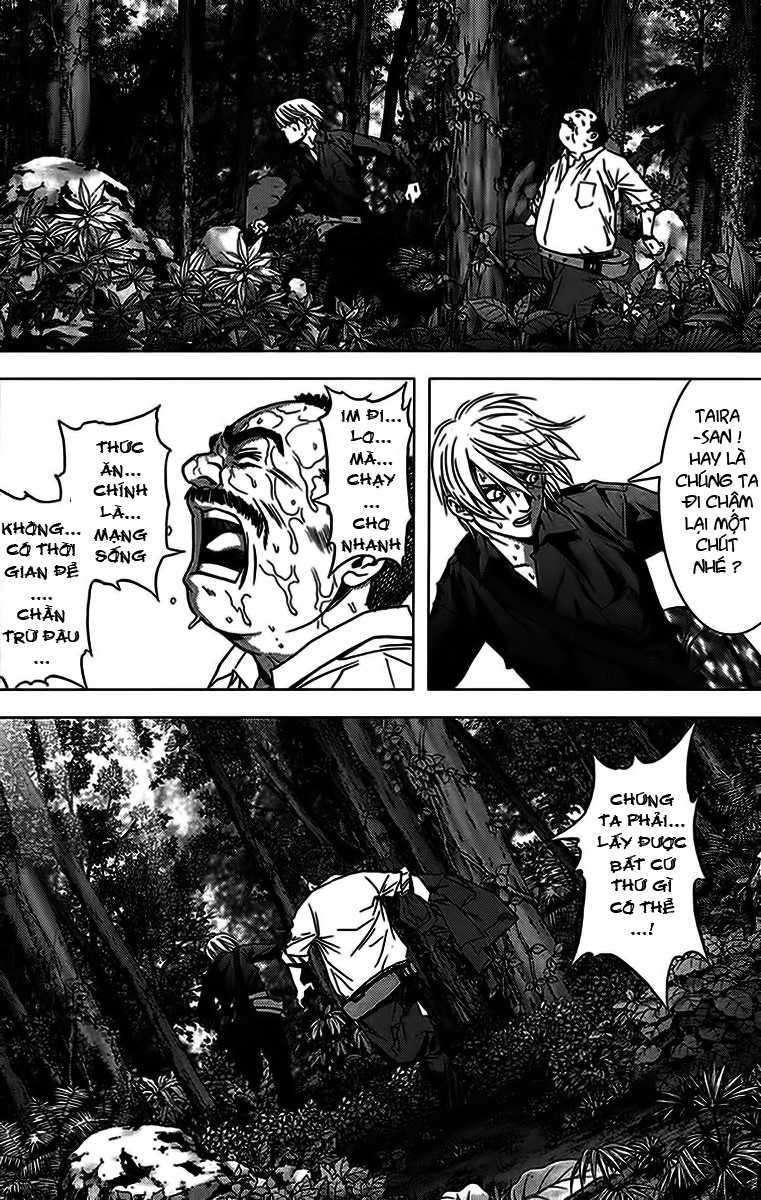 TAIRA
-SAN !
HAY LÀ
CHÚNG TA
ĐI CHẬM
LẠI MỘT
CHÚT
NHÉ ?
IM ĐI...
LO...
MÀ...
CHẠY
...
CHO
NHANH
THỨC
ĂN...
CHÍNH
LÀ...
MẠNG
SỐNG
KHÔNG...
CÓ THỜI
GIAN ĐỂ
....
CHẦN
TRỪ ĐÂU
...
CHÚNG
TA PHẢI...
LẤY ĐƯỢC
BẤT CỨ
THỨ GÌ
CÓ THỂ
...!